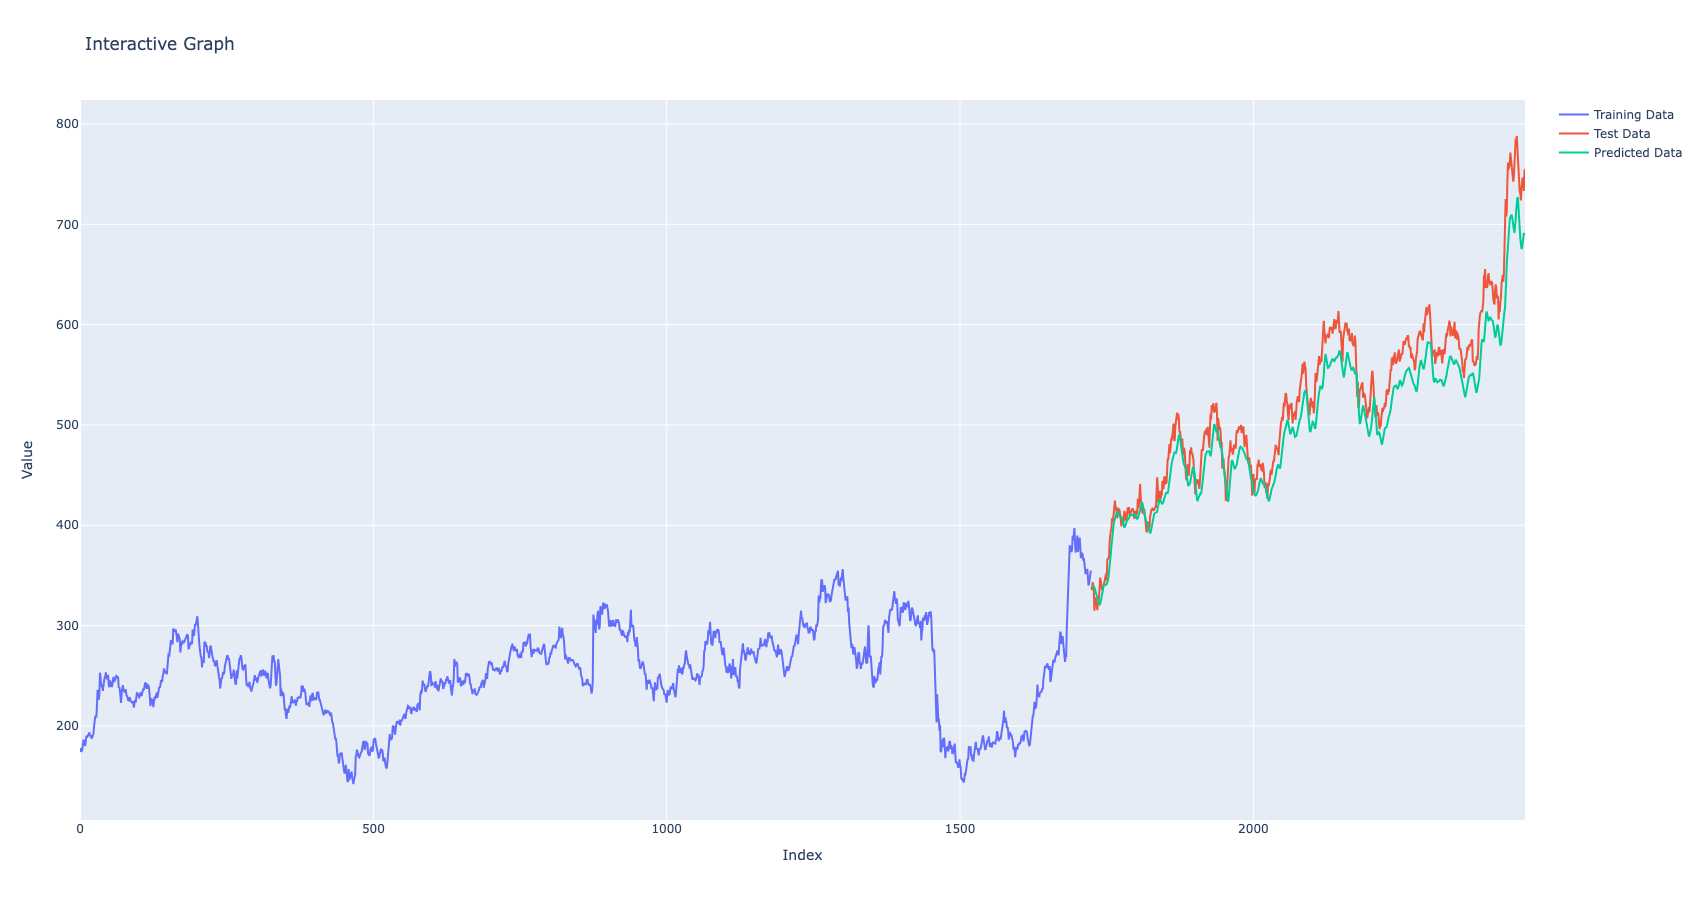 Interactive Graph
Training Data
Test Data
Predicted Data
800
700
600
500
400
300
200
Value
0
500
1000
1500
2000
Index